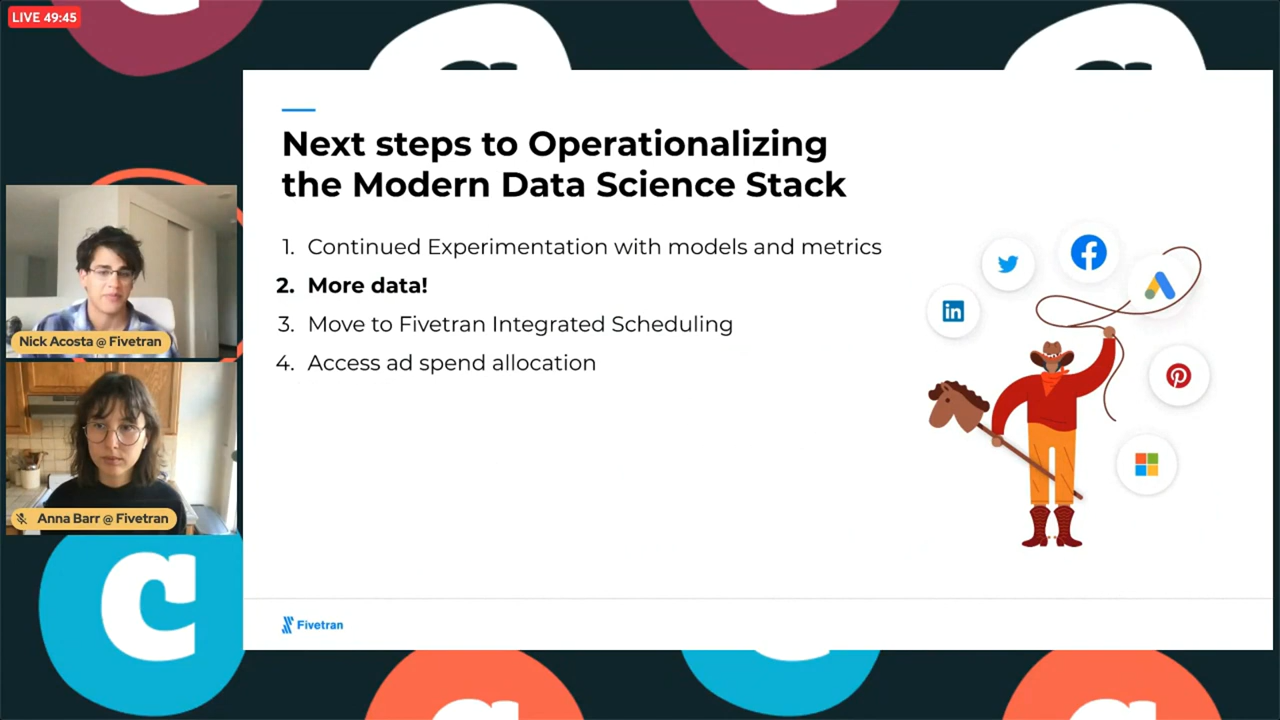 LIVE 49:45
Next steps to Operationalizing
the Modern Data Science Stack
1. Continued Experimentation with models and metrics
2. More data!
3. Move to Fivetran Integrated Scheduling
4. Access ad spend allocation
in
Nick Acosta @ Fivetran
Anna Barr @ Fivetran
Fivetran